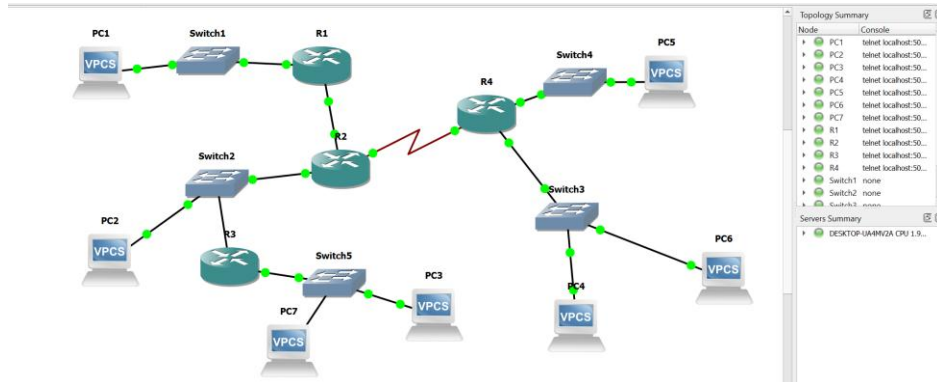 PC1
VPCS
Switch1
R1
R2
R4
Switch4
PC5
VPCS
Switch2
PC2
VPCS
R3
Switch5
PC3
VPCS
PC7
VPCS
Switch3
PC4
VPCS
PC6
VPCS
Topology Summary
Node Console
PC1 telnet localhost:50...
PC2 telnet localhost:50...
PC3 telnet localhost:50...
PC4 telnet localhost:50...
PC5 telnet localhost:50...
PC6 telnet localhost:50...
PC7 telnet localhost:50...
R1 telnet localhost:50...
R2 telnet localhost:50...
R3 telnet localhost:50...
R4 telnet localhost:50...
Switch1 none
Switch2 none
Switch3 none
Servers Summary
DESKTOP-UA4MV2A CPU 1.9...